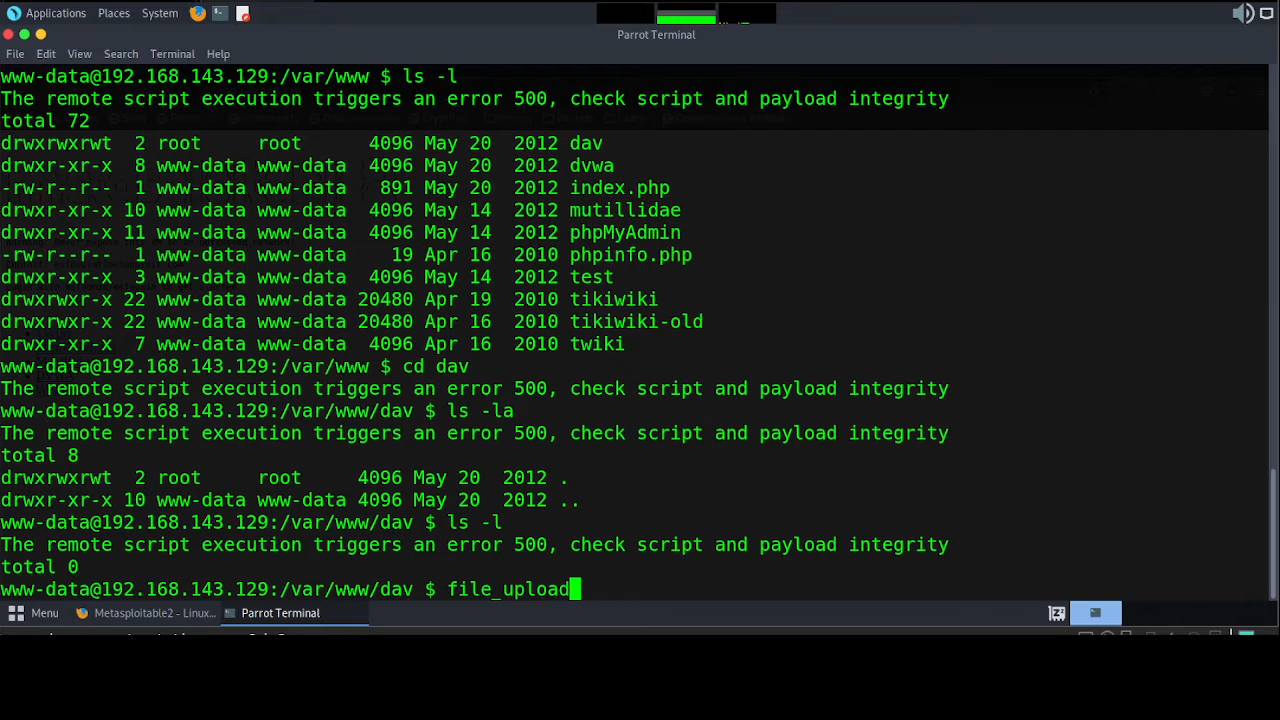 Applications Places System
Parrot Terminal
File Edit View Search Terminal Help
www-data@192.168.143.129:/var/www $ ls -l
The remote script execution triggers an error 500, check script and payload integrity
total 72
drwxrwxrwt 2 root root 4096 May 20 2012 dav
drwxr-xr-x 8 www-data www-data 4096 May 20 2012 dvwa
-rw-r--r-- 1 www-data www-data 891 May 20 2012 index.php
drwxr-xr-x 10 www-data www-data 4096 May 14 2012 mutillidae
drwxr-xr-x 11 www-data www-data 4096 May 14 2012 phpMyAdmin
-rw-r--r-- 1 www-data www-data 19 Apr 16 2010 phpinfo.php
drwxr-xr-x 3 www-data www-data 4096 May 14 2012 test
drwxrwxr-x 22 www-data www-data 20480 Apr 19 2010 tikiwiki
drwxrwxr-x 22 www-data www-data 20480 Apr 16 2010 tikiwiki-old
drwxr-xr-x 7 www-data www-data 4096 Apr 16 2010 twiki
www-data@192.168.143.129:/var/www $ cd dav
The remote script execution triggers an error 500, check script and payload integrity
www-data@192.168.143.129:/var/www/dav $ ls -la
The remote script execution triggers an error 500, check script and payload integrity
total 8
drwxrwxrwt 2 root root 4096 May 20 2012 .
drwxr-xr-x 10 www-data www-data 4096 May 20 2012 ..
www-data@192.168.143.129:/var/www/dav $ ls -l
The remote script execution triggers an error 500, check script and payload integrity
total 0
www-data@192.168.143.129:/var/www/dav $ file_upload
Menu Metasploitable2 - Linux... Parrot Terminal